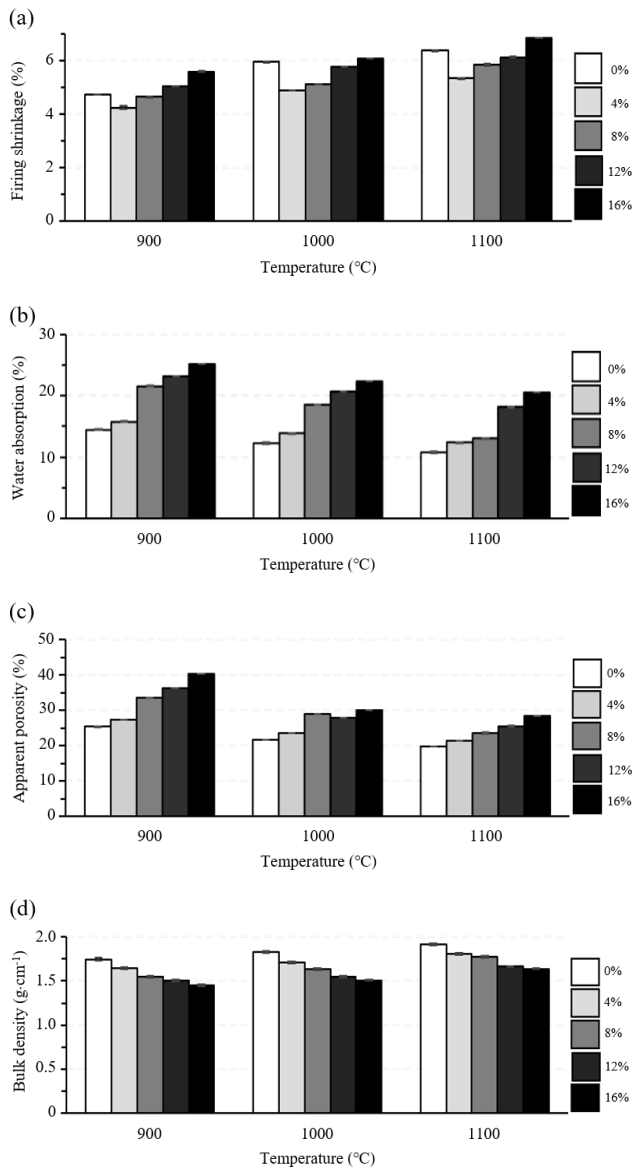 (a)
Firing shrinkage (%)
6
4
2
0
900 1000 1100
Temperature (°C)
0%
4%
8%
12%
16%
(b)
Water absorption (%)
30
20
10
0
900 1000 1100
Temperature (°C)
0%
4%
8%
12%
16%
(c)
Apparent porosity (%)
50
40
30
20
10
0
900 1000 1100
Temperature (°C)
0%
4%
8%
12%
16%
(d)
Bulk density (g·cm-1)
2.0
1.5
1.0
0.5
0
900 1000 1100
Temperature (°C)
0%
4%
8%
12%
16%